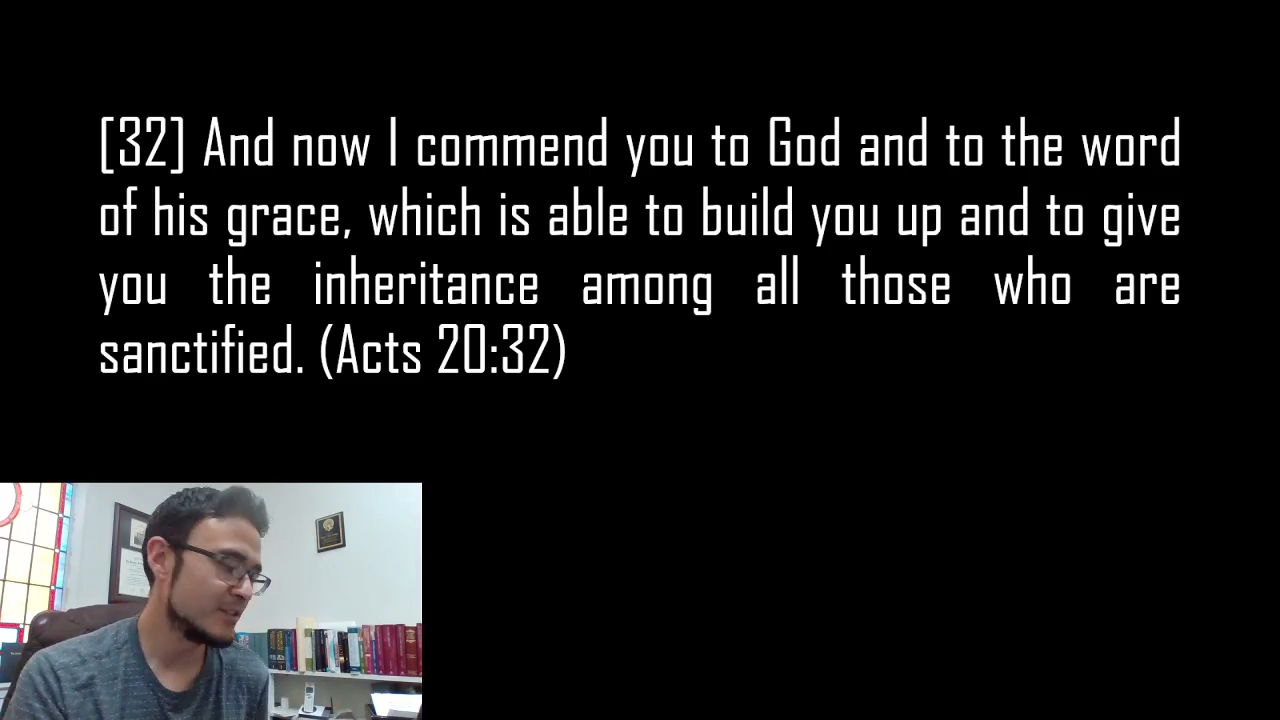 [32] And now I commend you to God and to the word
of his grace, which is able to build you up and to give
you the inheritance among all those who are
sanctified. (Acts 20:32)